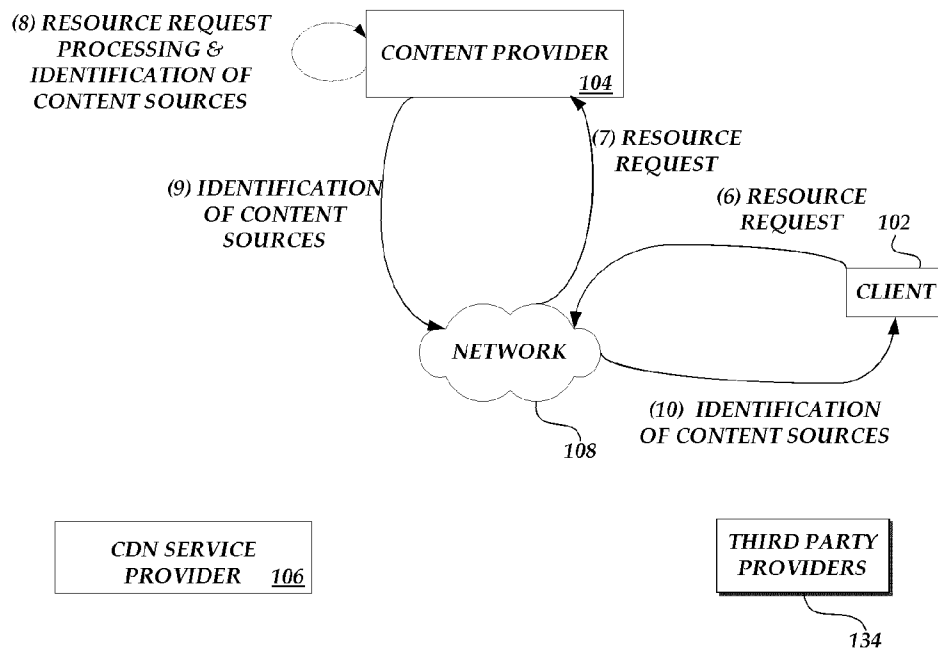 (8) RESOURCE REQUEST
PROCESSING &
IDENTIFICATION OF
CONTENT SOURCES
CONTENT PROVIDER
104
(7) RESOURCE
REQUEST
(9) IDENTIFICATION
OF CONTENT
SOURCES
(6) RESOURCE
REQUEST
102
CLIENT
NETWORK
(10) IDENTIFICATION
OF CONTENT SOURCES
108
CDN SERVICE
PROVIDER 106
THIRD PARTY
PROVIDERS
134